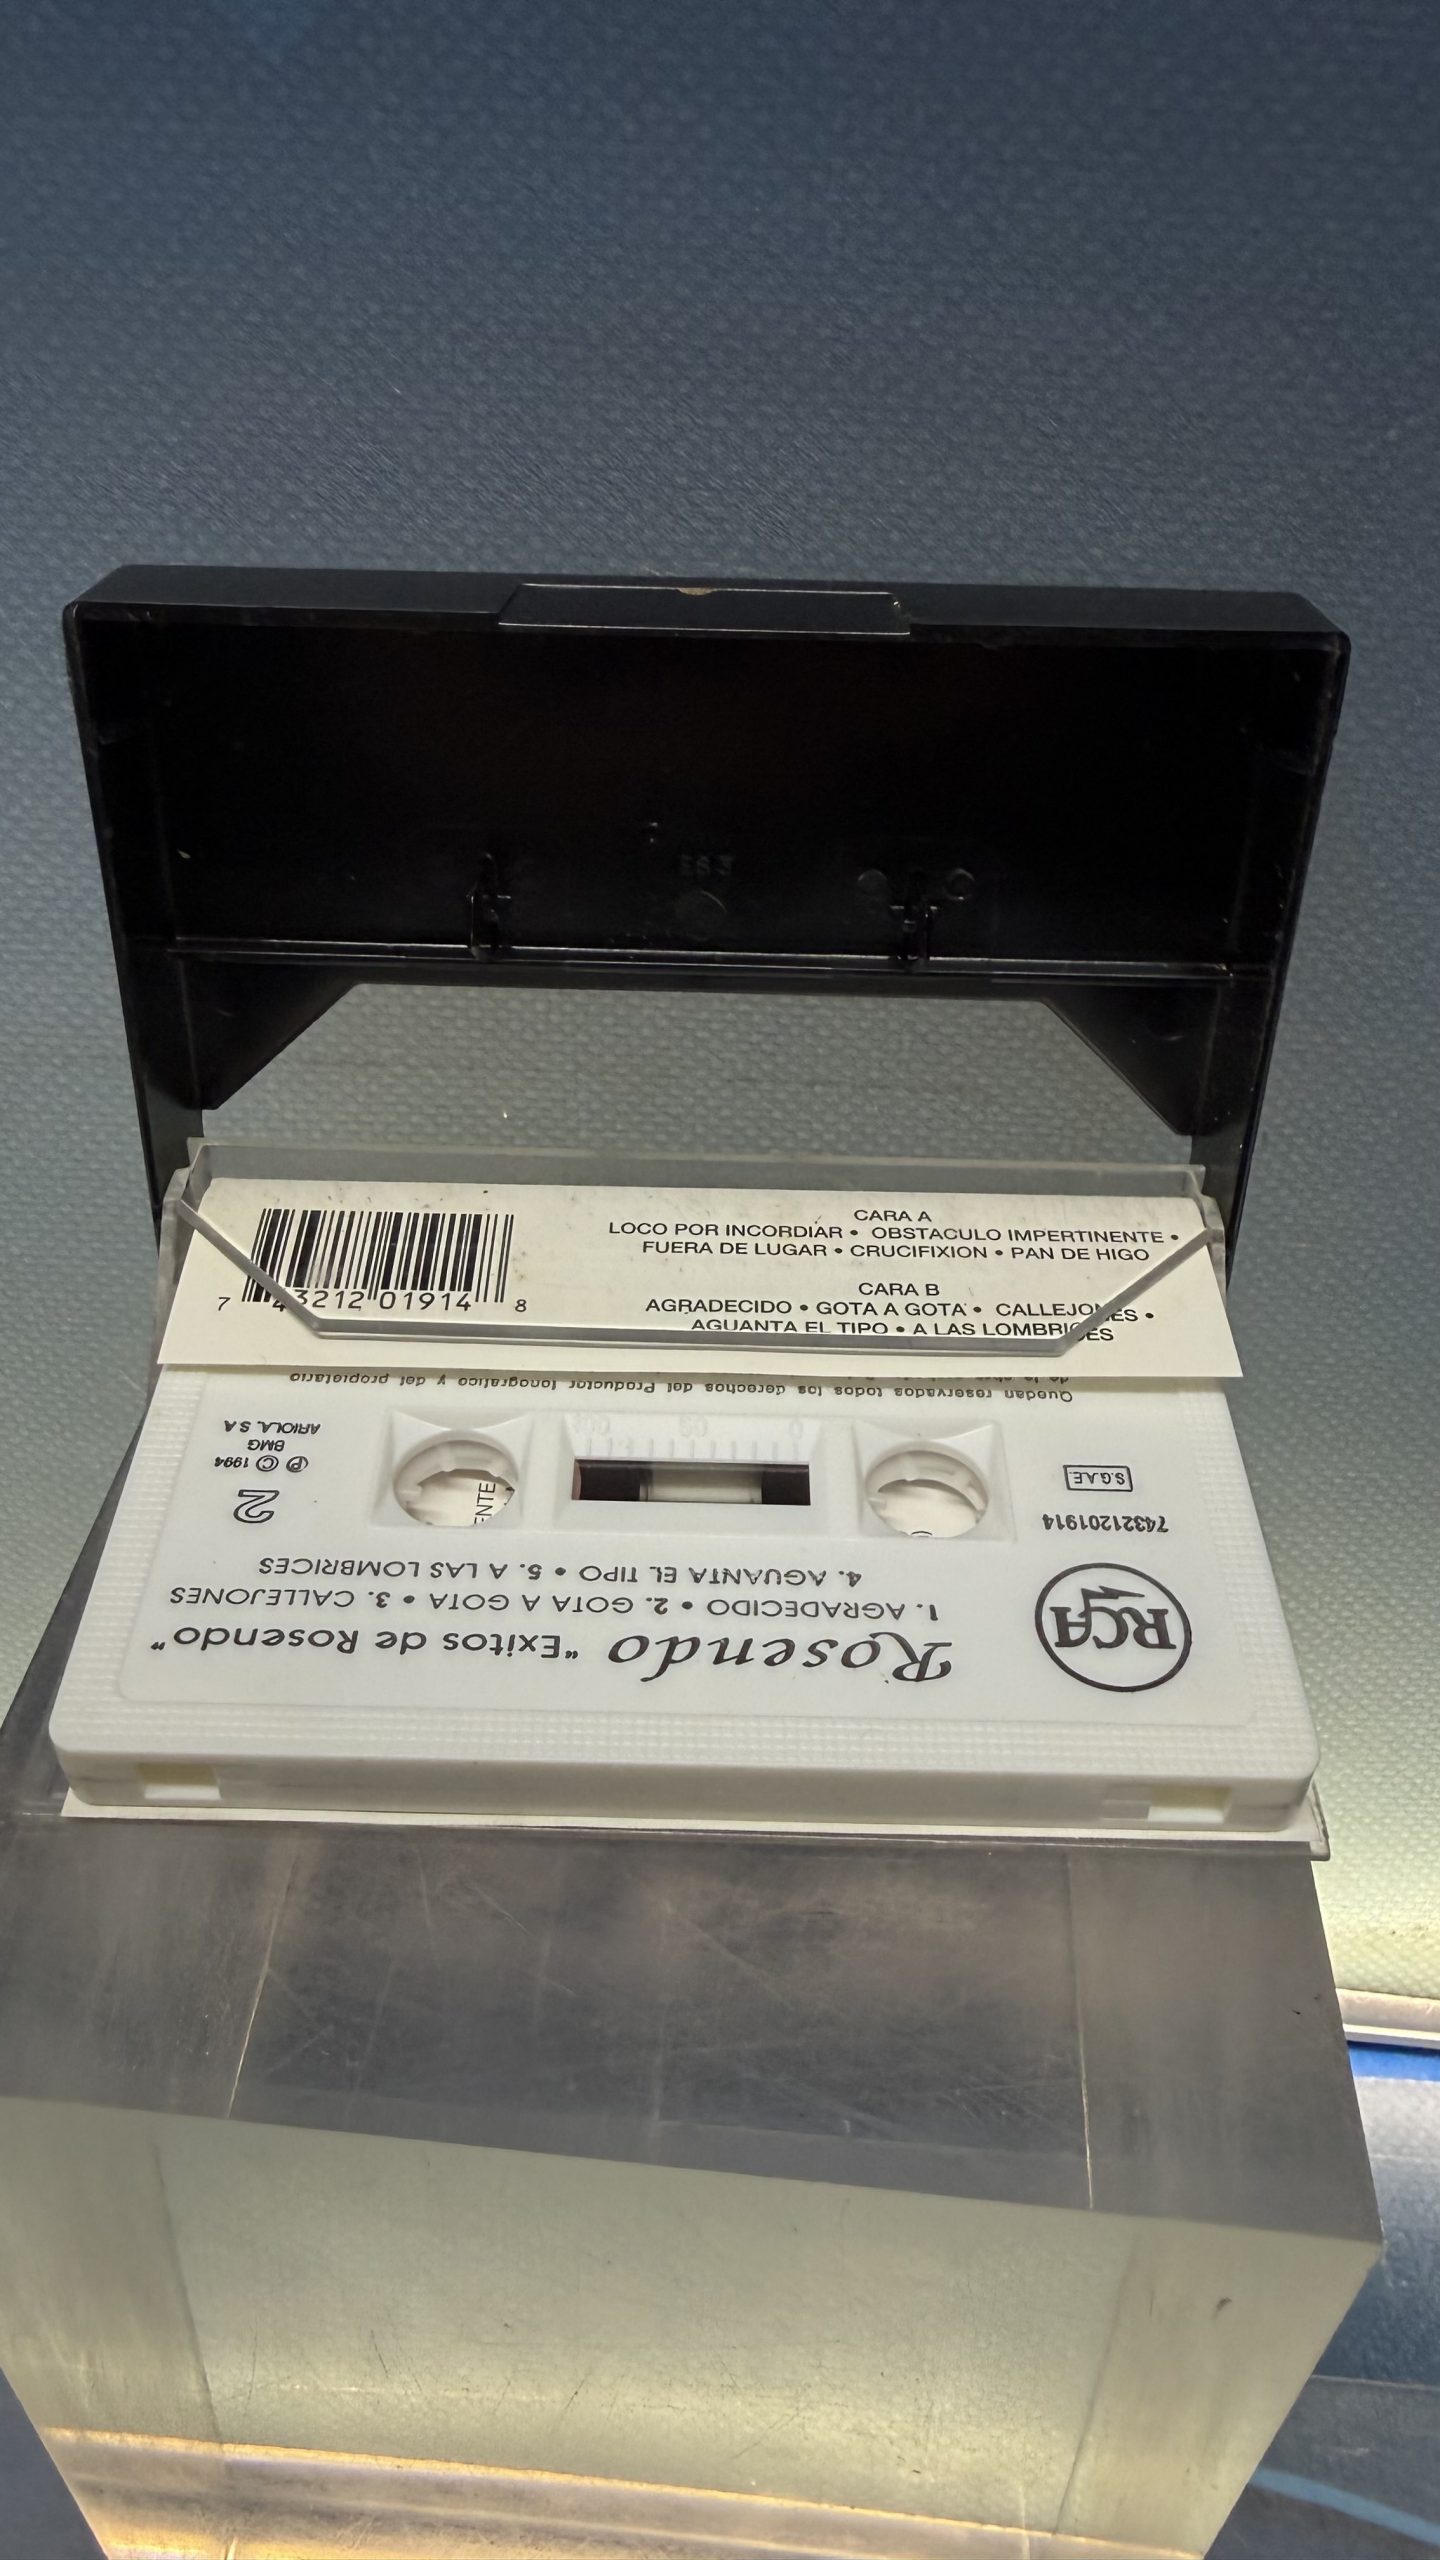 CARA A
LOCO POR INCORDIAR • OBSTACULO IMPERTINENTE •
FUERA DE LUGAR • CRUCIFIXION • PAN DE HIGO
CARA B
AGRADECIDO • GOTA A GOTA • CALLEJONES •
AGUANTA EL TIPO • A LAS LOMBRICES
7 43212 01914 8
Rosendo "Exitos de Rosendo"
1. AGRADECIDO • 2. GOTA A GOTA • 3. CALLEJONES
4. AGUANTA EL TIPO • 5. A LAS LOMBRICES
RCA
74321201914
S.G.A.E.
2
Ⓟ © 1994
BMG
ARIOLA, S.A.
Quedan reservados todos los derechos del Productor fonográfico y del propietario
ENTE